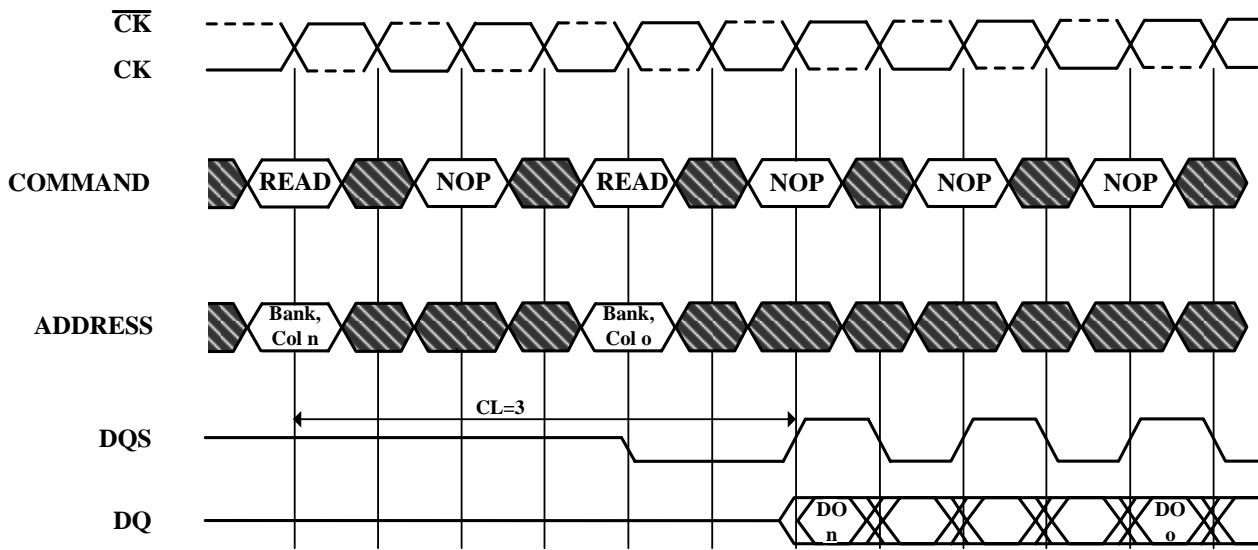 CK
CK
COMMAND READ NOP READ NOP NOP NOP
ADDRESS Bank, Col n Bank, Col o
CL=3
DQS
DQ DO n DO o